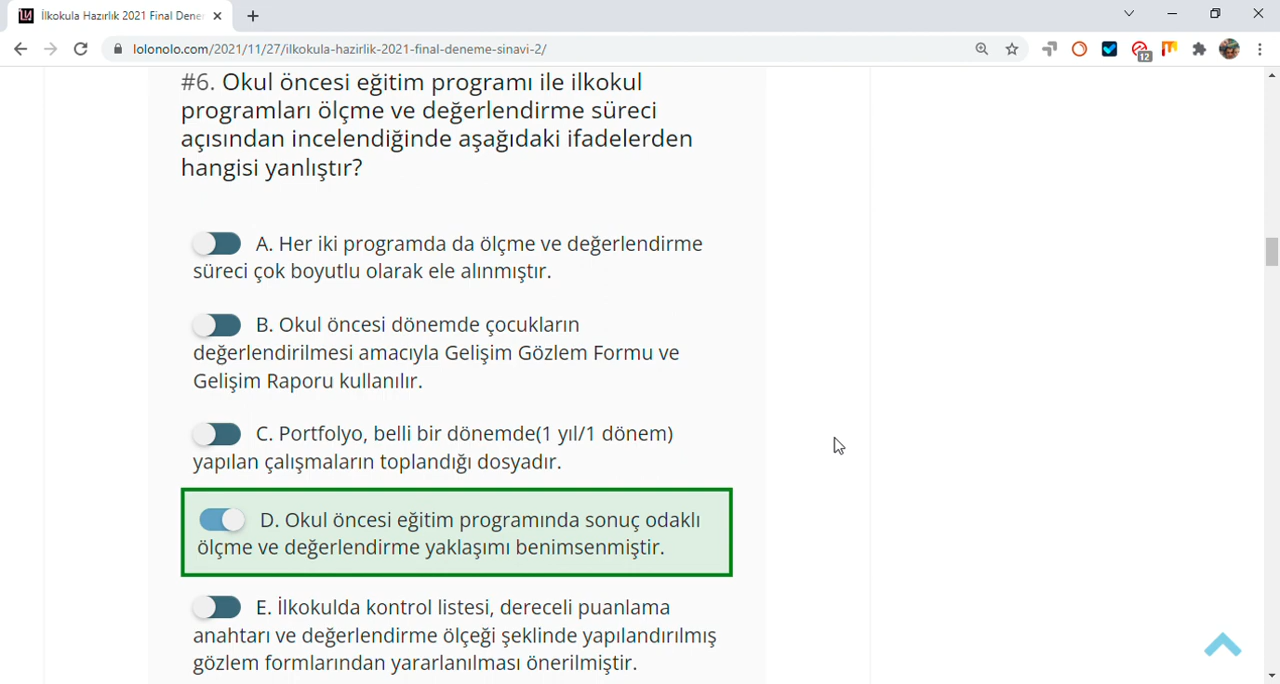 İlkokula Hazırlık 2021 Final Dene
lolonolo.com/2021/11/27/ilkokula-hazirlik-2021-final-deneme-sinavi-2/
12
#6. Okul öncesi eğitim programı ile ilkokul
programları ölçme ve değerlendirme süreci
açısından incelendiğinde aşağıdaki ifadelerden
hangisi yanlıştır?
A. Her iki programda da ölçme ve değerlendirme
süreci çok boyutlu olarak ele alınmıştır.
B. Okul öncesi dönemde çocukların
değerlendirilmesi amacıyla Gelişim Gözlem Formu ve
Gelişim Raporu kullanılır.
C. Portfolyo, belli bir dönemde(1 yıl/1 dönem)
yapılan çalışmaların toplandığı dosyadır.
D. Okul öncesi eğitim programında sonuç odaklı
ölçme ve değerlendirme yaklaşımı benimsenmiştir.
E. İlkokulda kontrol listesi, dereceli puanlama
anahtarı ve değerlendirme ölçeği şeklinde yapılandırılmış
gözlem formlarından yararlanılması önerilmiştir.